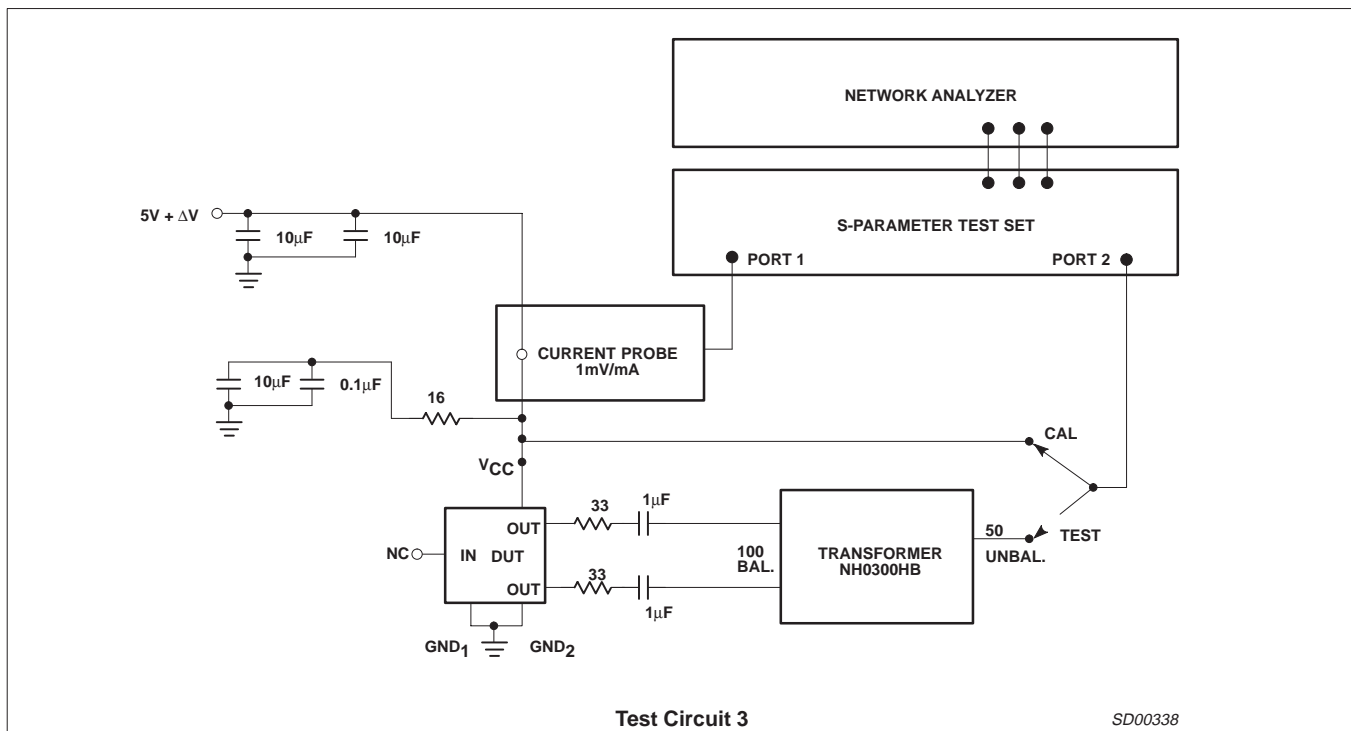 NETWORK ANALYZER
S-PARAMETER TEST SET
5V + ΔV
10μF
10μF
PORT 1
PORT 2
CURRENT PROBE
1mV/mA
10μF
0.1μF
16
CAL
VCC
33
1μF
OUT
NC
IN
DUT
100
BAL.
TRANSFORMER
NH0300HB
50
UNBAL.
TEST
OUT
33
1μF
GND1
GND2
Test Circuit 3
SD00338